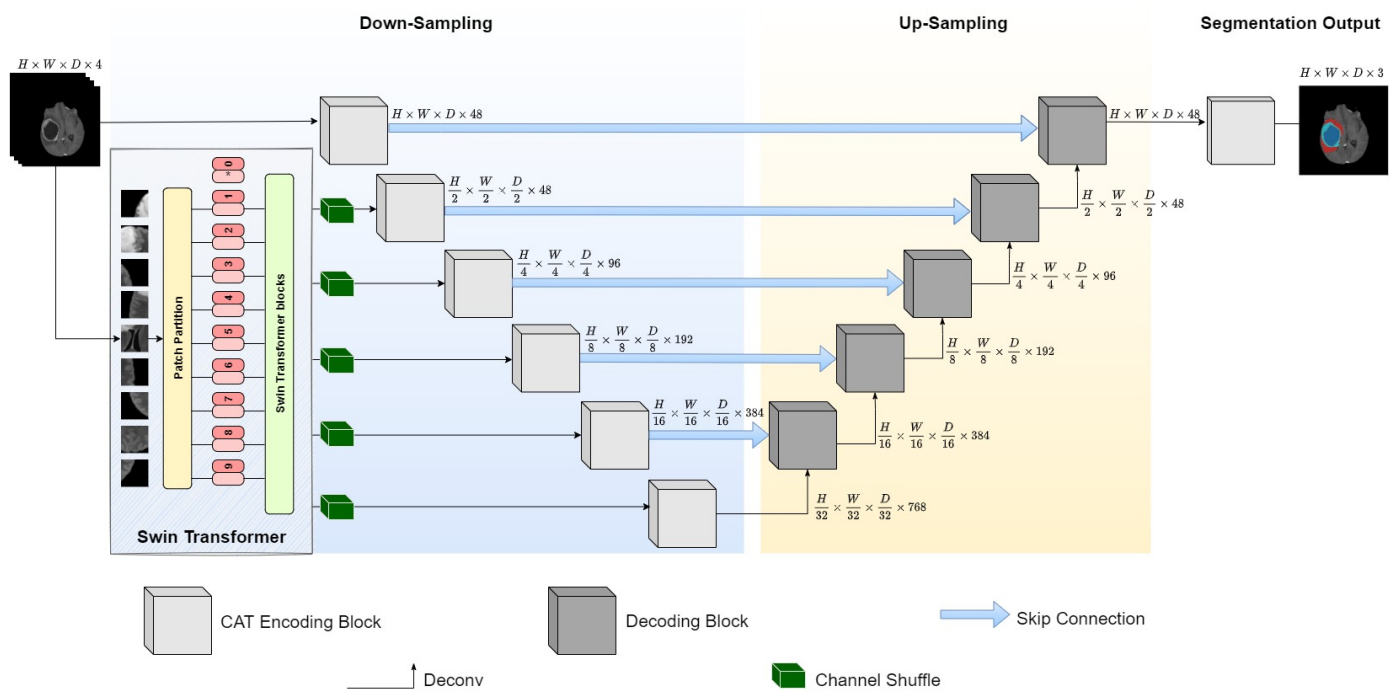 Down-Sampling
Up-Sampling
Segmentation Output
H × W × D × 4
H × W × D × 3
H × W × D × 48
H × W × D × 48
0
*
1
2
3
4
5
6
7
8
9
Patch Partition
Swin Transformer blocks
Swin Transformer
H/2 × W/2 × D/2 × 48
H/4 × W/4 × D/4 × 96
H/8 × W/8 × D/8 × 192
H/16 × W/16 × D/16 × 384
H/32 × W/32 × D/32 × 768
H/16 × W/16 × D/16 × 384
H/8 × W/8 × D/8 × 192
H/4 × W/4 × D/4 × 96
H/2 × W/2 × D/2 × 48
CAT Encoding Block
Decoding Block
Skip Connection
Deconv
Channel Shuffle